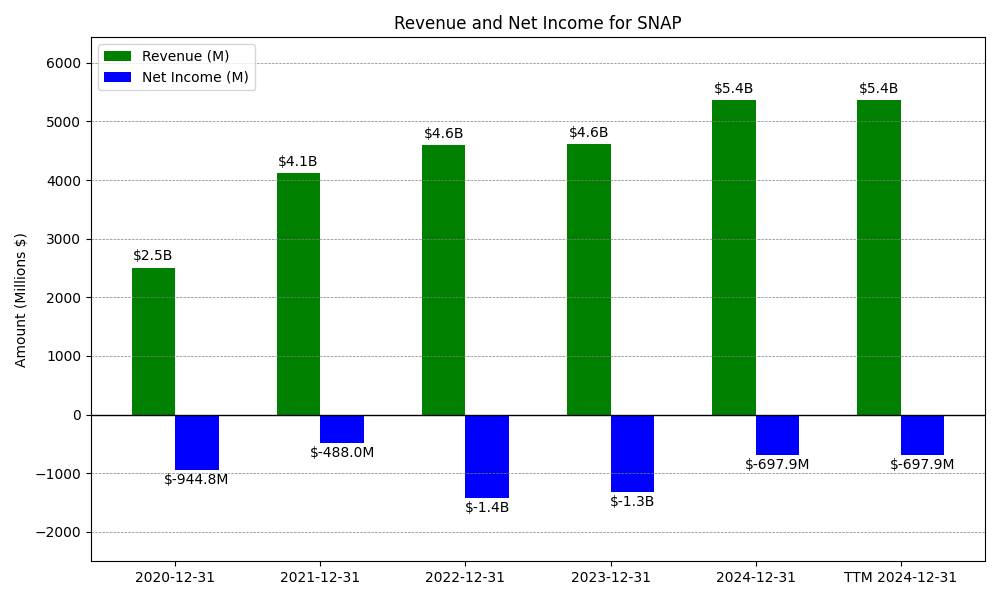 Revenue and Net Income for SNAP
Revenue (M)
Net Income (M)
Amount (Millions $)
6000
5000
4000
3000
2000
1000
0
−1000
−2000
$2.5B
$4.1B
$4.6B
$4.6B
$5.4B
$5.4B
$-944.8M
$-488.0M
$-1.4B
$-1.3B
$-697.9M
$-697.9M
2020-12-31
2021-12-31
2022-12-31
2023-12-31
2024-12-31
TTM 2024-12-31